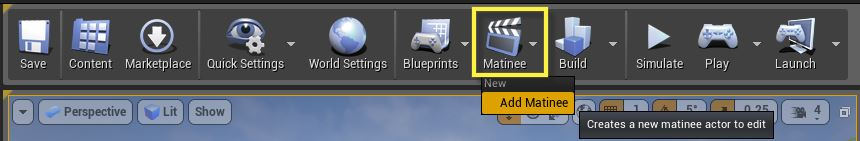 Save Content Marketplace Quick Settings World Settings Blueprints Matinee Build Simulate Play Launch
New
Add Matinee
Perspective Lit Show 1 5° 0.25 4
Creates a new matinee actor to edit